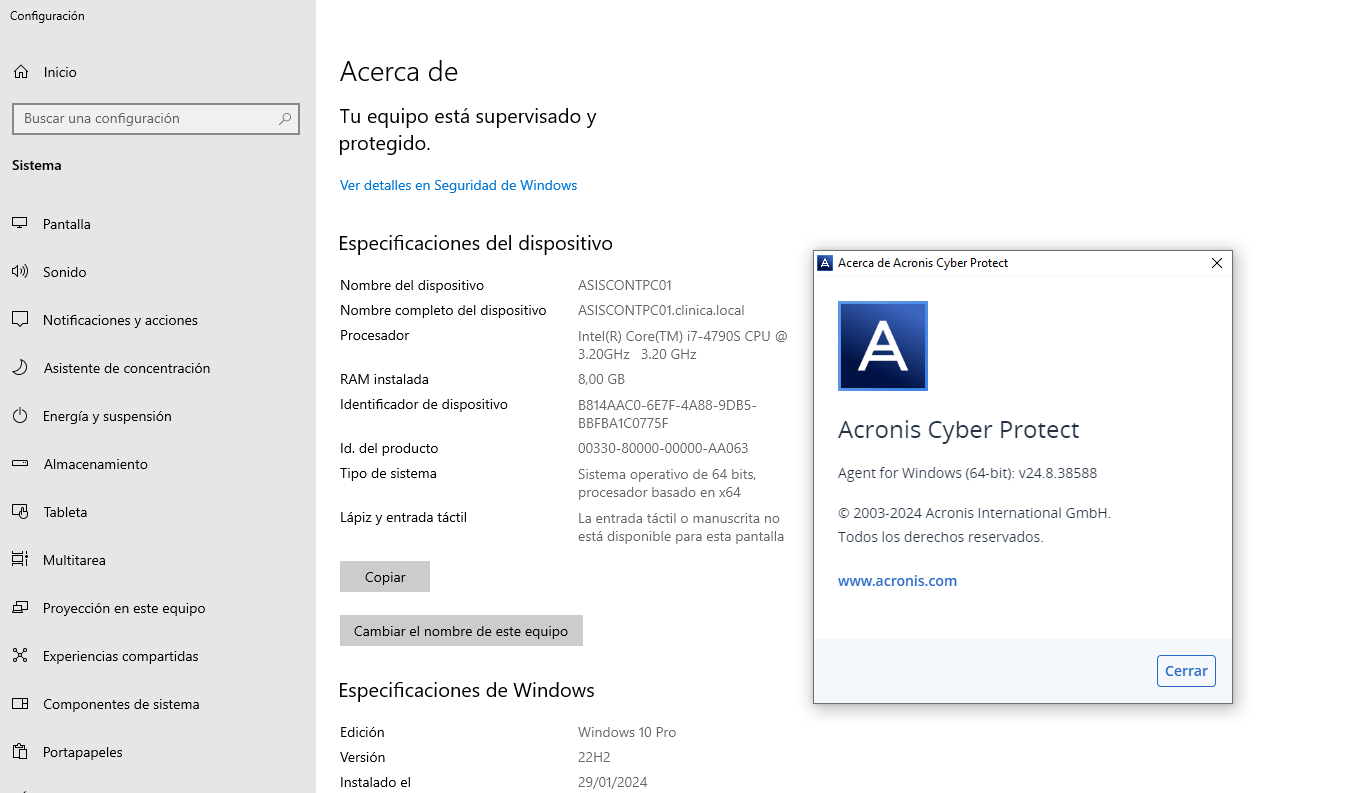 Configuración
Inicio
Buscar una configuración
Sistema
Pantalla
Sonido
Notificaciones y acciones
Asistente de concentración
Energía y suspensión
Almacenamiento
Tableta
Multitarea
Proyección en este equipo
Experiencias compartidas
Componentes de sistema
Portapapeles
Acerca de
Tu equipo está supervisado y
protegido.
Ver detalles en Seguridad de Windows
Especificaciones del dispositivo
Nombre del dispositivo ASISCONTPC01
Nombre completo del dispositivo ASISCONTPC01.clinica.local
Procesador Intel(R) Core(TM) i7-4790S CPU @
3.20GHz 3.20 GHz
RAM instalada 8,00 GB
Identificador de dispositivo B814AAC0-6E7F-4A88-9DB5-
BBFBA1C0775F
Id. del producto 00330-80000-00000-AA063
Tipo de sistema Sistema operativo de 64 bits,
procesador basado en x64
Lápiz y entrada táctil La entrada táctil o manuscrita no
está disponible para esta pantalla
Copiar
Cambiar el nombre de este equipo
Especificaciones de Windows
Edición Windows 10 Pro
Versión 22H2
Instalado el 29/01/2024
Acerca de Acronis Cyber Protect
Acronis Cyber Protect
Agent for Windows (64-bit): v24.8.38588
© 2003-2024 Acronis International GmbH.
Todos los derechos reservados.
www.acronis.com
Cerrar